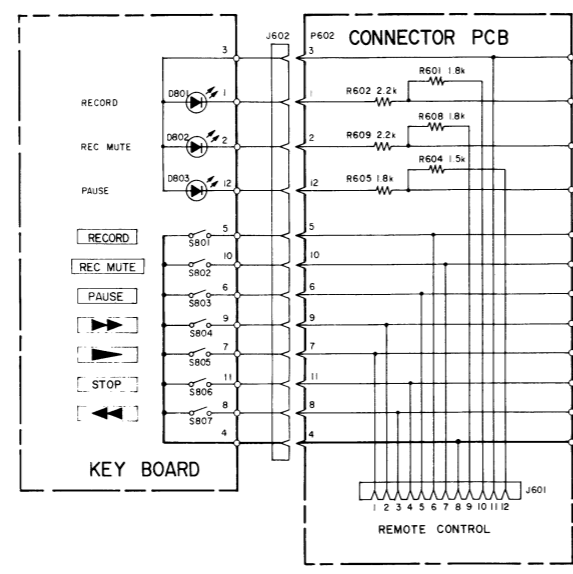 J602 P602 CONNECTOR PCB
3 3
R601 1.8k
D801 1 1 R602 2.2k
RECORD
R608 1.8k
D802 2 2 R609 2.2k
REC MUTE
R604 1.5k
D803 12 12 R605 1.8k
PAUSE
RECORD 5 5
S801
REC MUTE 10 10
S802
PAUSE 6 6
S803
9 9
S804
7 7
S805
STOP 11 11
S806
8 8
S807
4 4
KEY BOARD
J601
1 2 3 4 5 6 7 8 9 10 11 12
REMOTE CONTROL